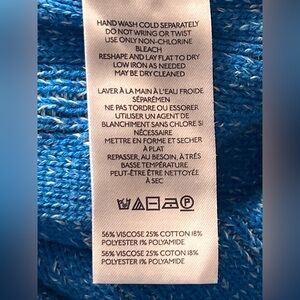 HAND WASH COLD SEPARATELY
DO NOT WRING OR TWIST
USE ONLY NON-CHLORINE
BLEACH
RESHAPE AND LAY FLAT TO DRY
LOW IRON AS NEEDED
MAY BE DRY CLEANED
LAVER À LA MAIN À L'EAU FROIDE
SÉPARÉMEN
NE PAS TORDRE OU ESSORER
UTILISER UN AGENT DE
BLANCHIMENT SANS CHLORE SI
NÉCESSAIRE
METTRE EN FORME ET SECHER
À PLAT
REPASSER, AU BESOIN, À TRÈS
BASSE TEMPÉRATURE
PEUT-ÊTRE ÊTRE NETTOYÉE
À SEC
P
56% VISCOSE 25% COTTON 18%
POLYESTER 1% POLYAMIDE
56% VISCOSE 25% COTON 18%
POLYESTER 1% POLYAMIDE